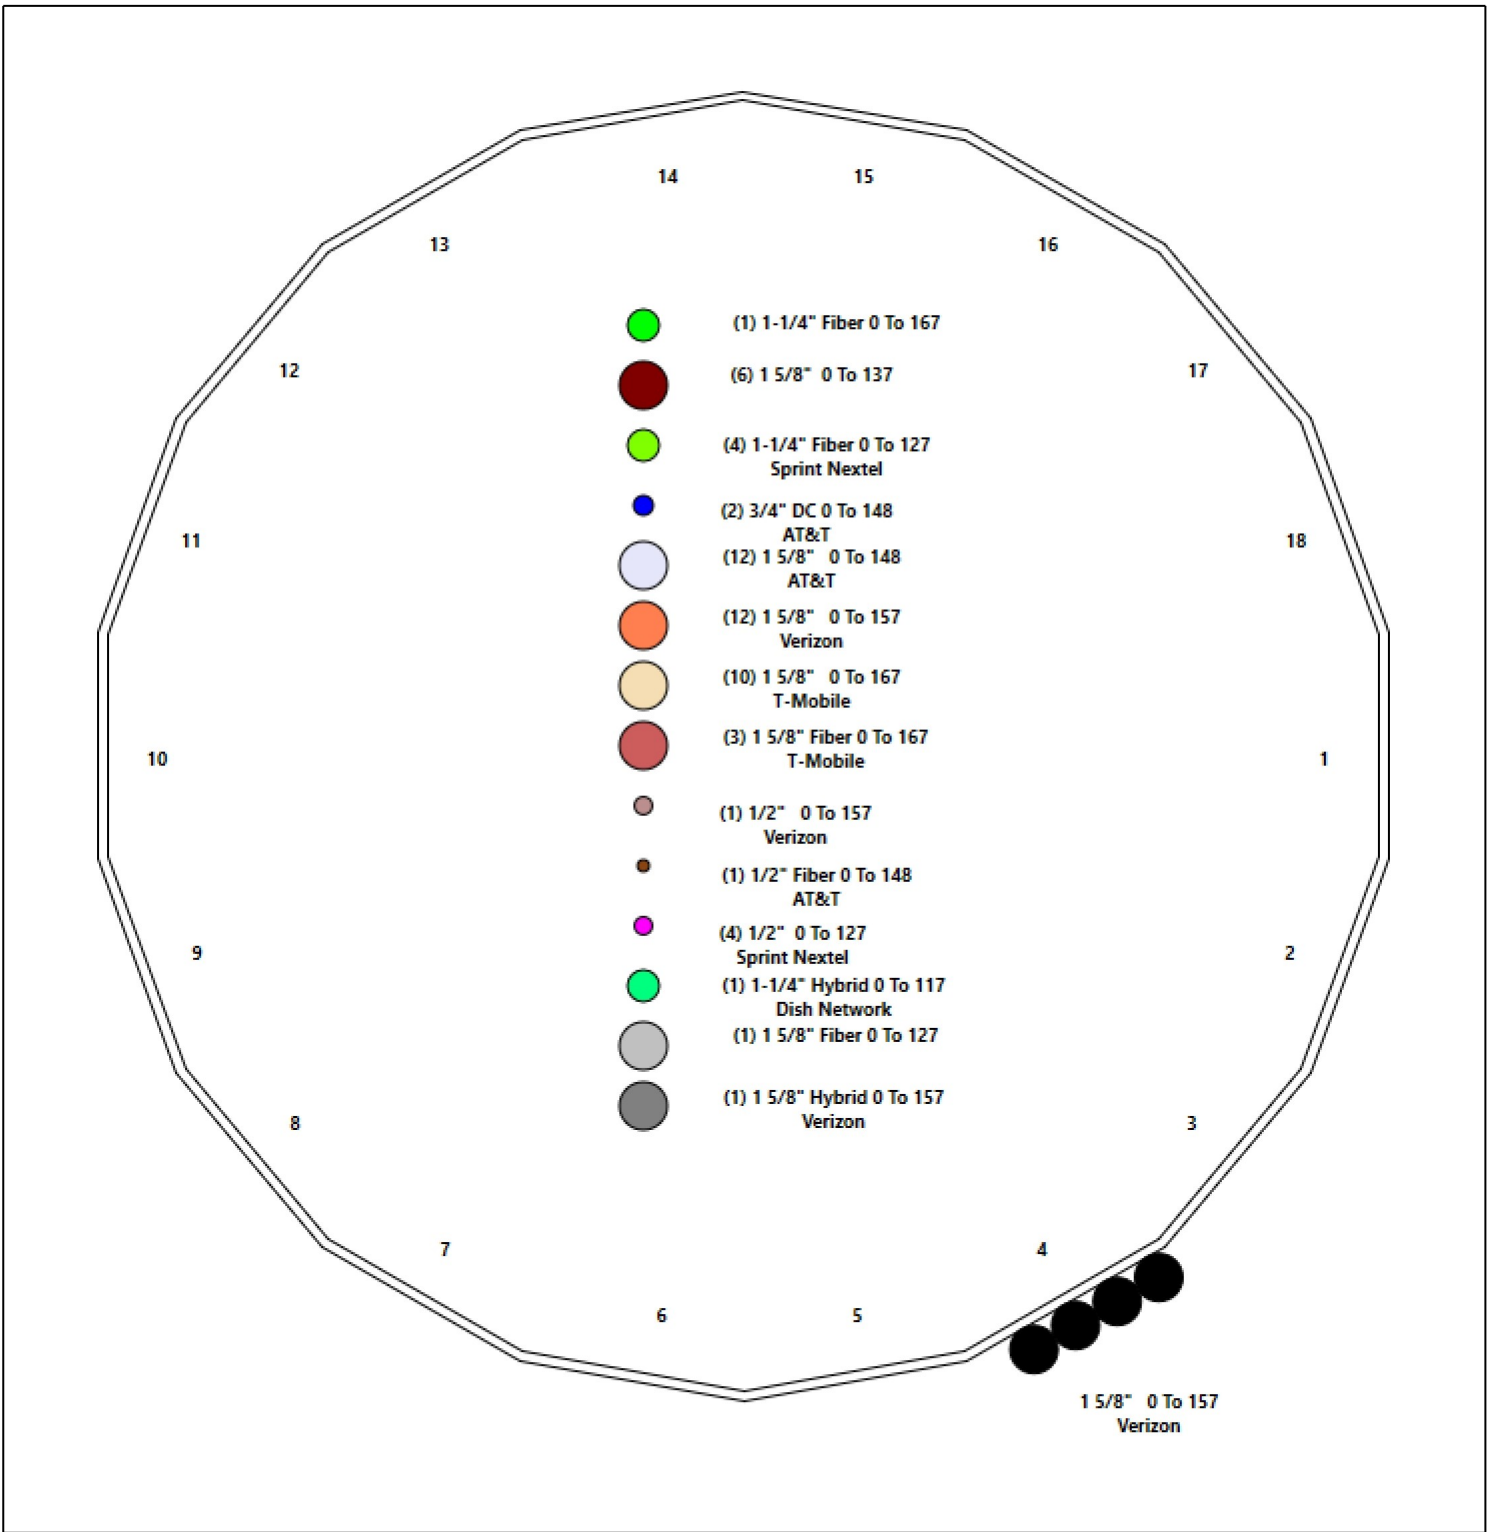 14
15
13
16
(1) 1-1/4" Fiber 0 To 167
12
17
(6) 1 5/8"  0 To 137
(4) 1-1/4" Fiber 0 To 127
Sprint Nextel
(2) 3/4" DC 0 To 148
AT&T
11
18
(12) 1 5/8"   0 To 148
AT&T
(12) 1 5/8"   0 To 157
Verizon
(10) 1 5/8"   0 To 167
T-Mobile
(3) 1 5/8" Fiber 0 To 167
T-Mobile
10
1
(1) 1/2"   0 To 157
Verizon
(1) 1/2" Fiber 0 To 148
AT&T
(4) 1/2"  0 To 127
Sprint Nextel
9
2
(1) 1-1/4" Hybrid 0 To 117
Dish Network
(1) 1 5/8" Fiber 0 To 127
(1) 1 5/8" Hybrid 0 To 157
Verizon
8
3
7
4
6
5
1 5/8"   0 To 157
Verizon